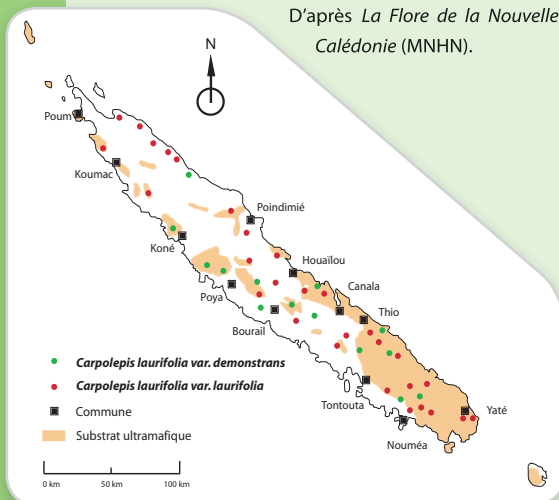 D'après La Flore de la Nouvelle
Calédonie (MNHN).
N
Poum
Koumac
Poindimié
Koné
Houaïlou
Canala
Poya
Thio
Bourail
Carpolepis laurifolia var. demonstrans
Carpolepis laurifolia var. laurifolia
Commune
Tontouta
Yaté
Substrat ultramafique
Nouméa
0 km 50 km 100 km